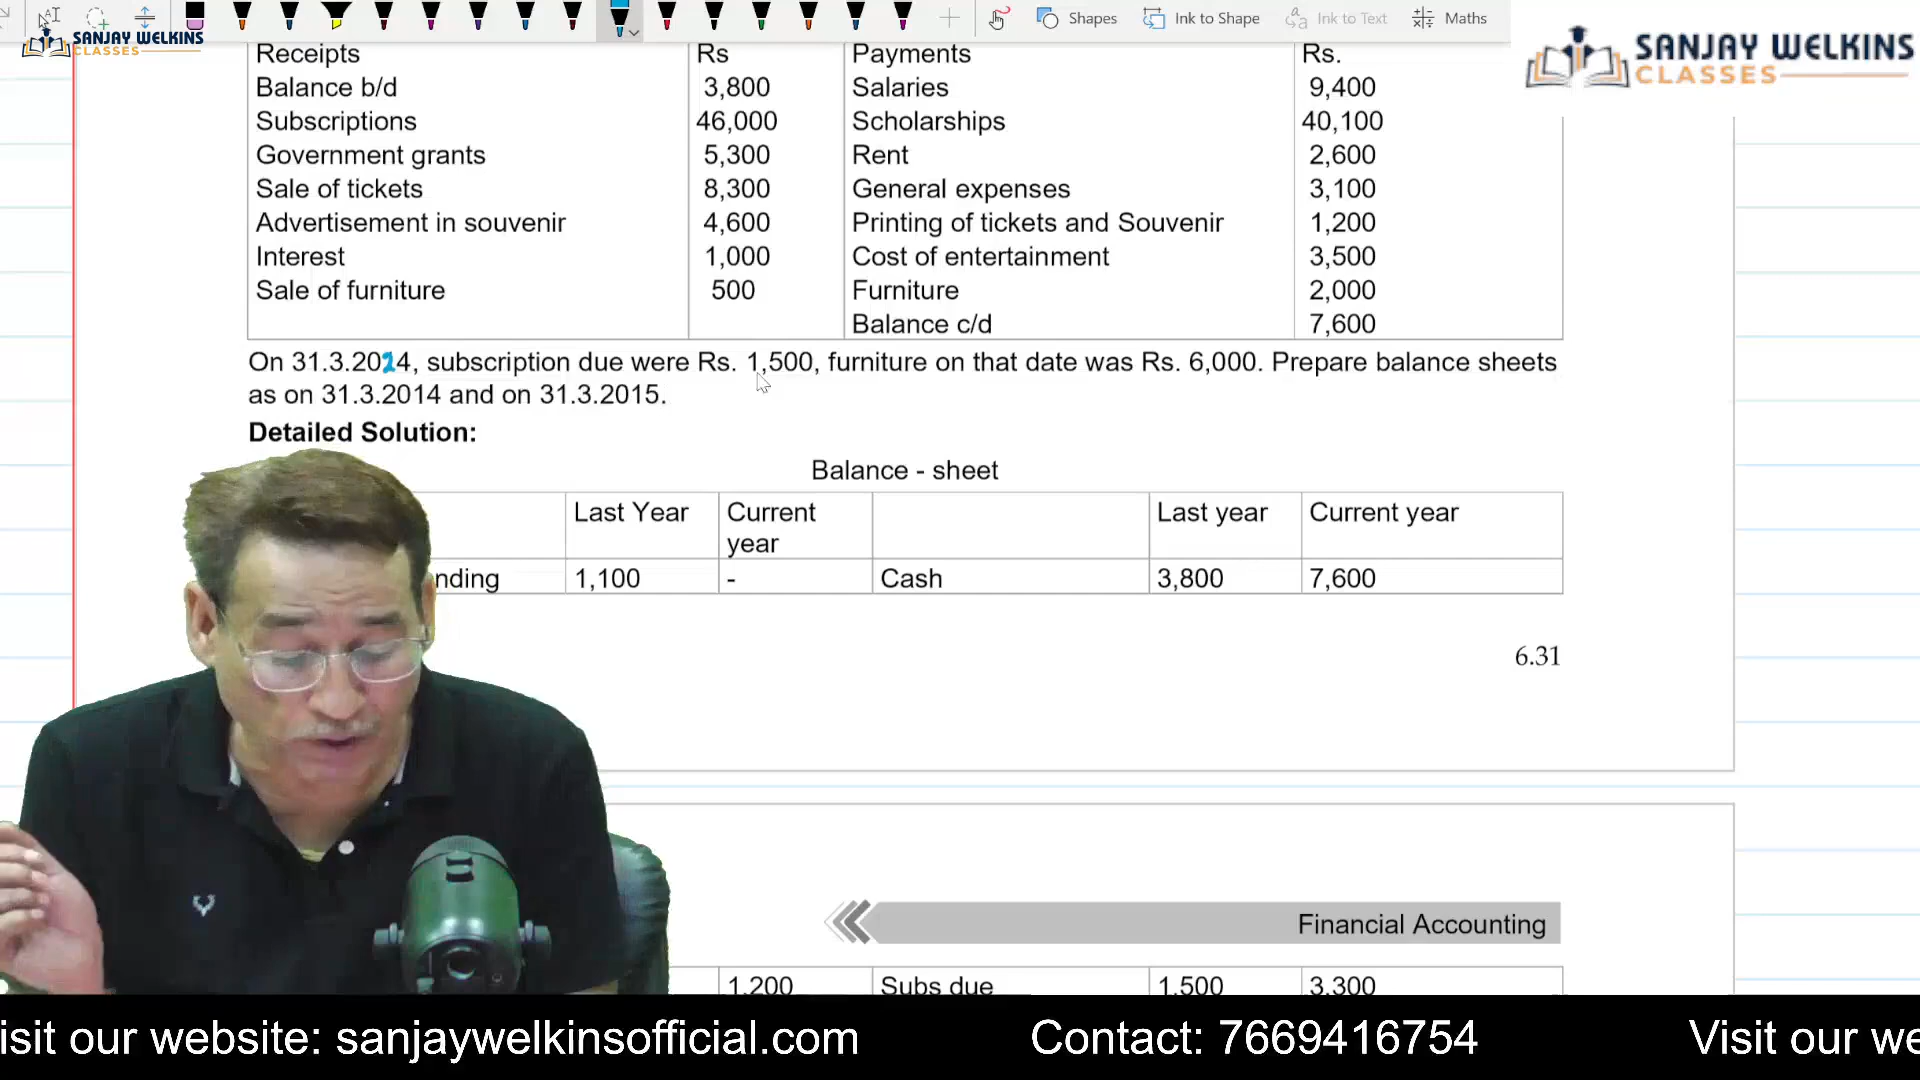 Shapes Ink to Shape Ink to Text Maths
SANJAY WELKINS
CLASSES
SANJAY WELKINS
CLASSES
Receipts Rs Payments Rs.
Balance b/d 3,800 Salaries 9,400
Subscriptions 46,000 Scholarships 40,100
Government grants 5,300 Rent 2,600
Sale of tickets 8,300 General expenses 3,100
Advertisement in souvenir 4,600 Printing of tickets and Souvenir 1,200
Interest 1,000 Cost of entertainment 3,500
Sale of furniture 500 Furniture 2,000
Balance c/d 7,600
On 31.3.2014, subscription due were Rs. 1,500, furniture on that date was Rs. 6,000. Prepare balance sheets
as on 31.3.2014 and on 31.3.2015.
Detailed Solution:
Balance - sheet
Last Year Current year Last year Current year
nding 1,100 - Cash 3,800 7,600
6.31
Financial Accounting
1,200 Subs due 1,500 3,300
isit our website: sanjaywelkinsofficial.com Contact: 7669416754 Visit our we